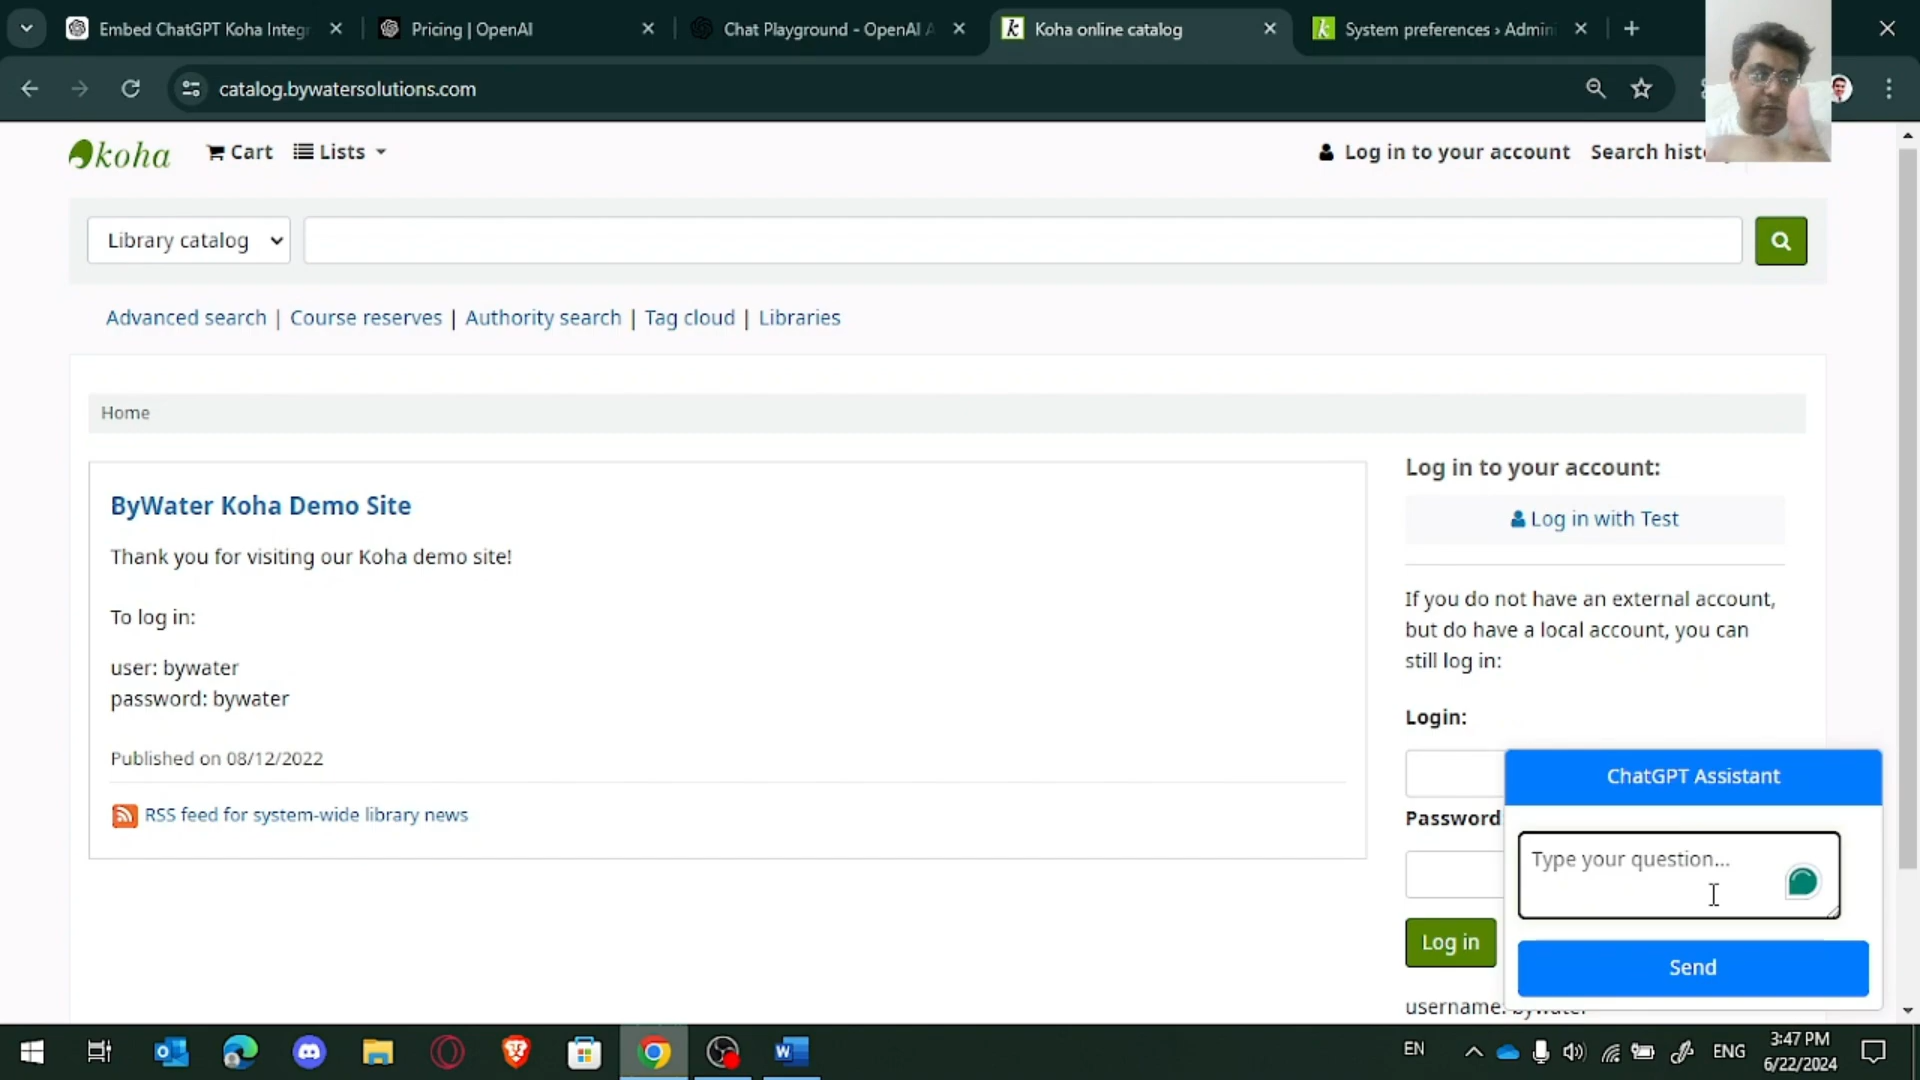 Embed ChatGPT Koha Integr
Pricing | OpenAI
Chat Playground - OpenAI A
Koha online catalog
System preferences › Admin
catalog.bywatersolutions.com
koha
Cart
Lists
Log in to your account
Search hist
Library catalog
Advanced search | Course reserves | Authority search | Tag cloud | Libraries
Home
ByWater Koha Demo Site
Thank you for visiting our Koha demo site!
To log in:
user: bywater
password: bywater
Published on 08/12/2022
RSS feed for system-wide library news
Log in to your account:
Log in with Test
If you do not have an external account,
but do have a local account, you can
still log in:
Login:
Password
Log in
username: bywater
ChatGPT Assistant
Type your question...
Send
EN
ENG
3:47 PM
6/22/2024